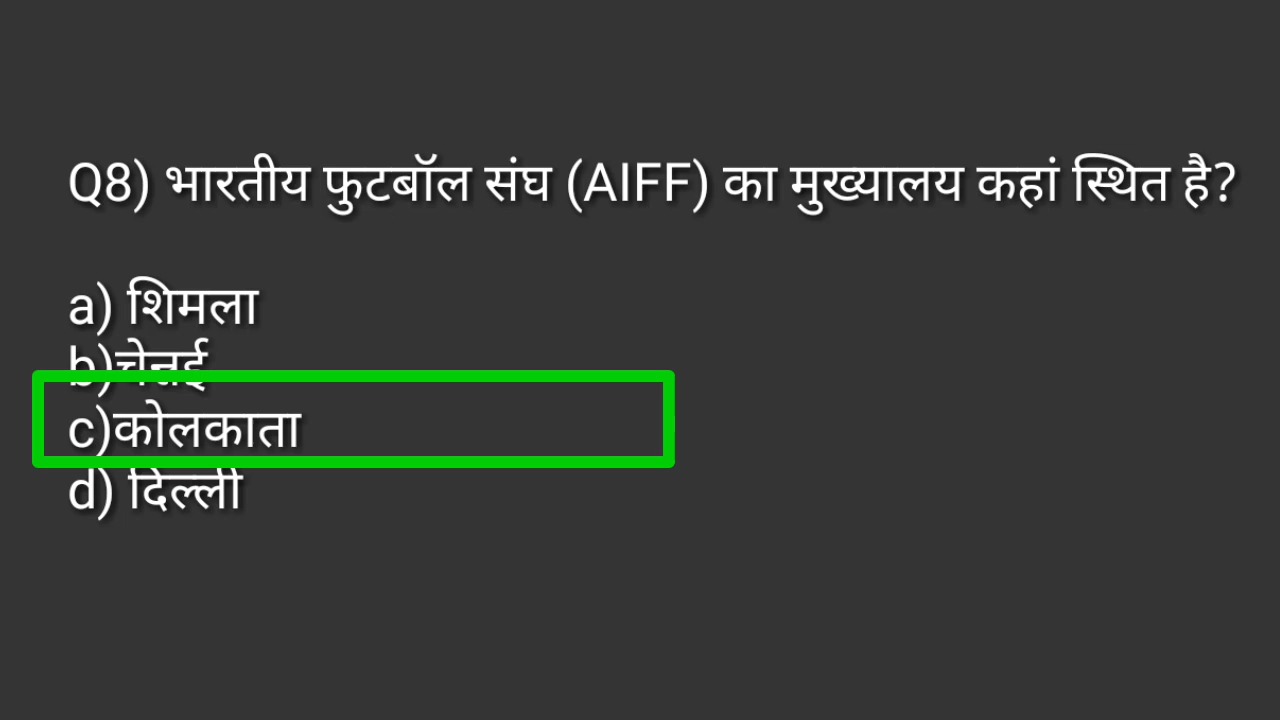 Q8) भारतीय फुटबॉल संघ (AIFF) का मुख्यालय कहां स्थित है?
a) शिमला
b)चेन्नई
c)कोलकाता
d) दिल्ली